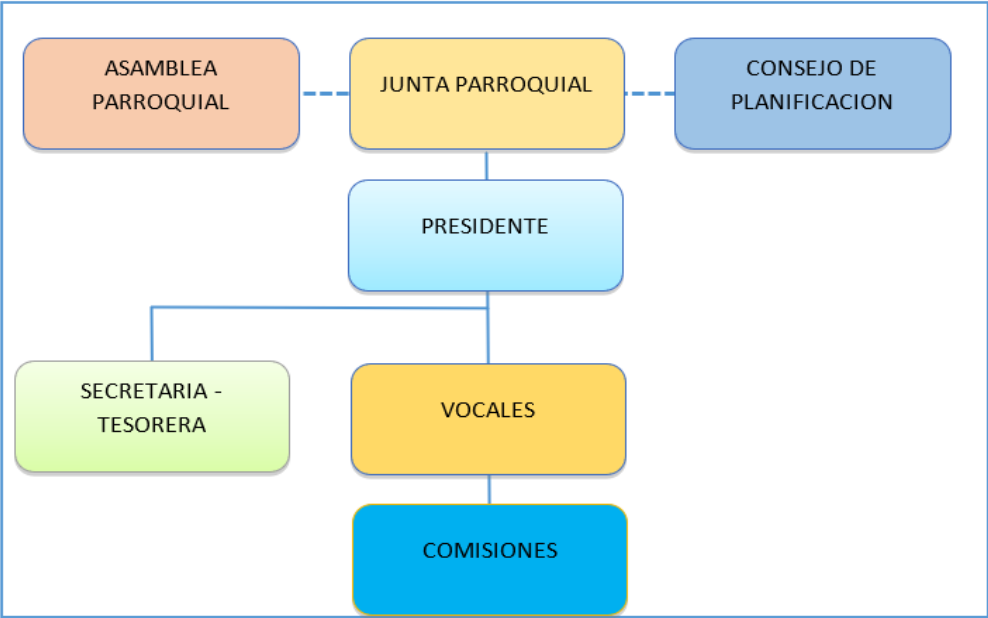 ASAMBLEA
PARROQUIAL
JUNTA PARROQUIAL
CONSEJO DE
PLANIFICACION
PRESIDENTE
SECRETARIA -
TESORERA
VOCALES
COMISIONES